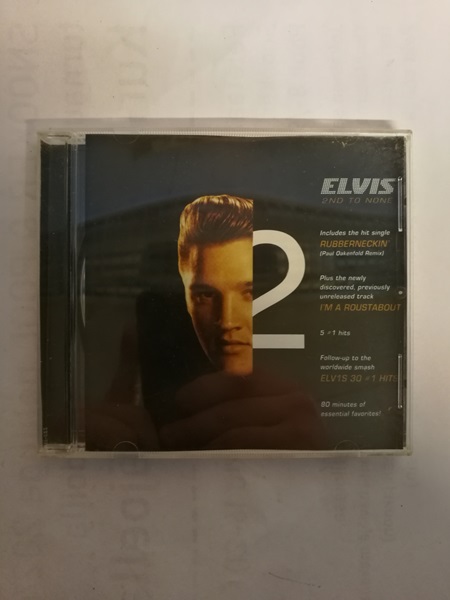 ELVIS
2ND TO NONE
2
Includes the hit single
RUBBERNECKIN'
(Paul Oakenfold Remix)
Plus the newly
discovered, previously
unreleased track
I'M A ROUSTABOUT
5 #1 hits
Follow-up to the
worldwide smash
ELV1S 30 #1 HITS
80 minutes of
essential favorites!